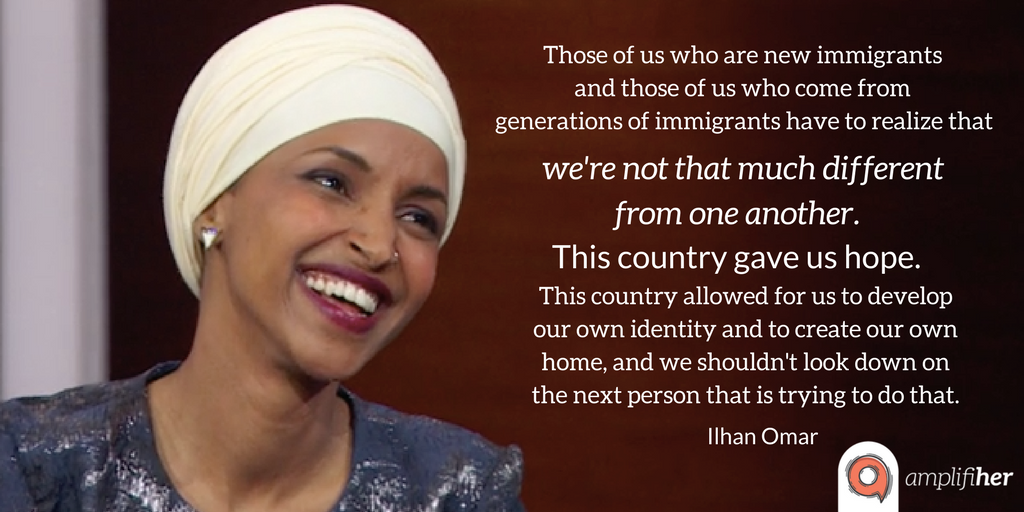 Those of us who are new immigrants
and those of us who come from
generations of immigrants have to realize that
we're not that much different
from one another.
This country gave us hope.
This country allowed for us to develop
our own identity and to create our own
home, and we shouldn't look down on
the next person that is trying to do that.
Ilhan Omar
amplifiher